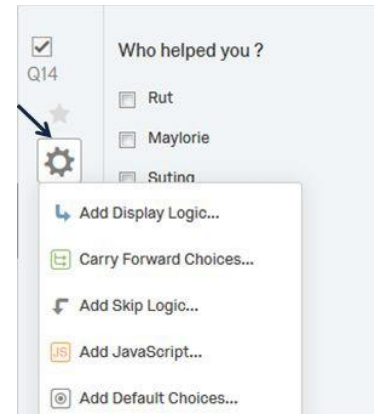 Who helped you ?
Q14
Rut
Maylorie
Suting
Add Display Logic...
Carry Forward Choices...
Add Skip Logic...
JS Add JavaScript...
Add Default Choices...